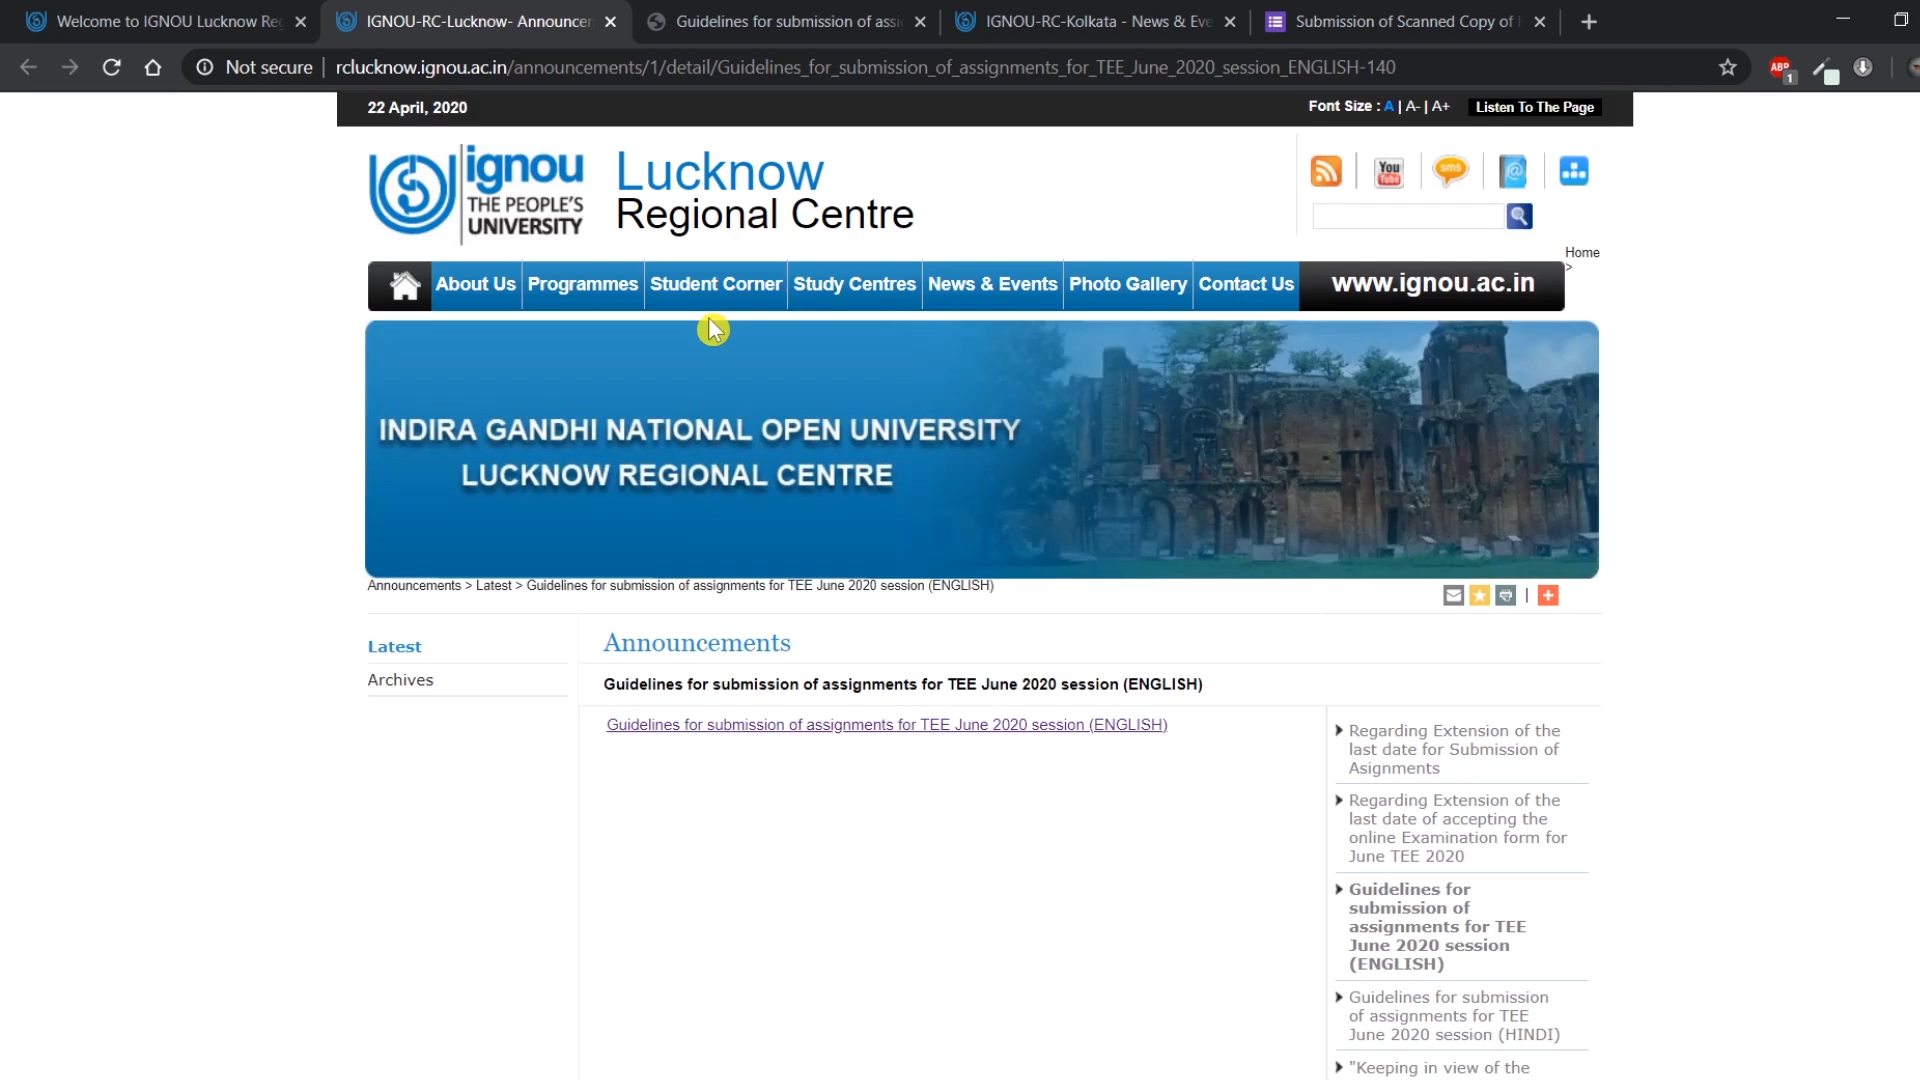 Welcome to IGNOU Lucknow Re
IGNOU-RC-Lucknow- Announce
Guidelines for submission of assi
IGNOU-RC-Kolkata - News & Eve
Submission of Scanned Copy of
Not secure
rclucknow.ignou.ac.in/announcements/1/detail/Guidelines_for_submission_of_assignments_for_TEE_June_2020_session_ENGLISH-140
ABP
1
22 April, 2020
Font Size : A | A- | A+
Listen To The Page
ignou
THE PEOPLE'S
UNIVERSITY
Lucknow
Regional Centre
You
Tube
sms
@
Home
>
About Us
Programmes
Student Corner
Study Centres
News & Events
Photo Gallery
Contact Us
www.ignou.ac.in
INDIRA GANDHI NATIONAL OPEN UNIVERSITY
LUCKNOW REGIONAL CENTRE
Announcements > Latest > Guidelines for submission of assignments for TEE June 2020 session (ENGLISH)
Latest
Archives
Announcements
Guidelines for submission of assignments for TEE June 2020 session (ENGLISH)
Guidelines for submission of assignments for TEE June 2020 session (ENGLISH)
Regarding Extension of the
last date for Submission of
Asignments
Regarding Extension of the
last date of accepting the
online Examination form for
June TEE 2020
Guidelines for
submission of
assignments for TEE
June 2020 session
(ENGLISH)
Guidelines for submission
of assignments for TEE
June 2020 session (HINDI)
"Keeping in view of the